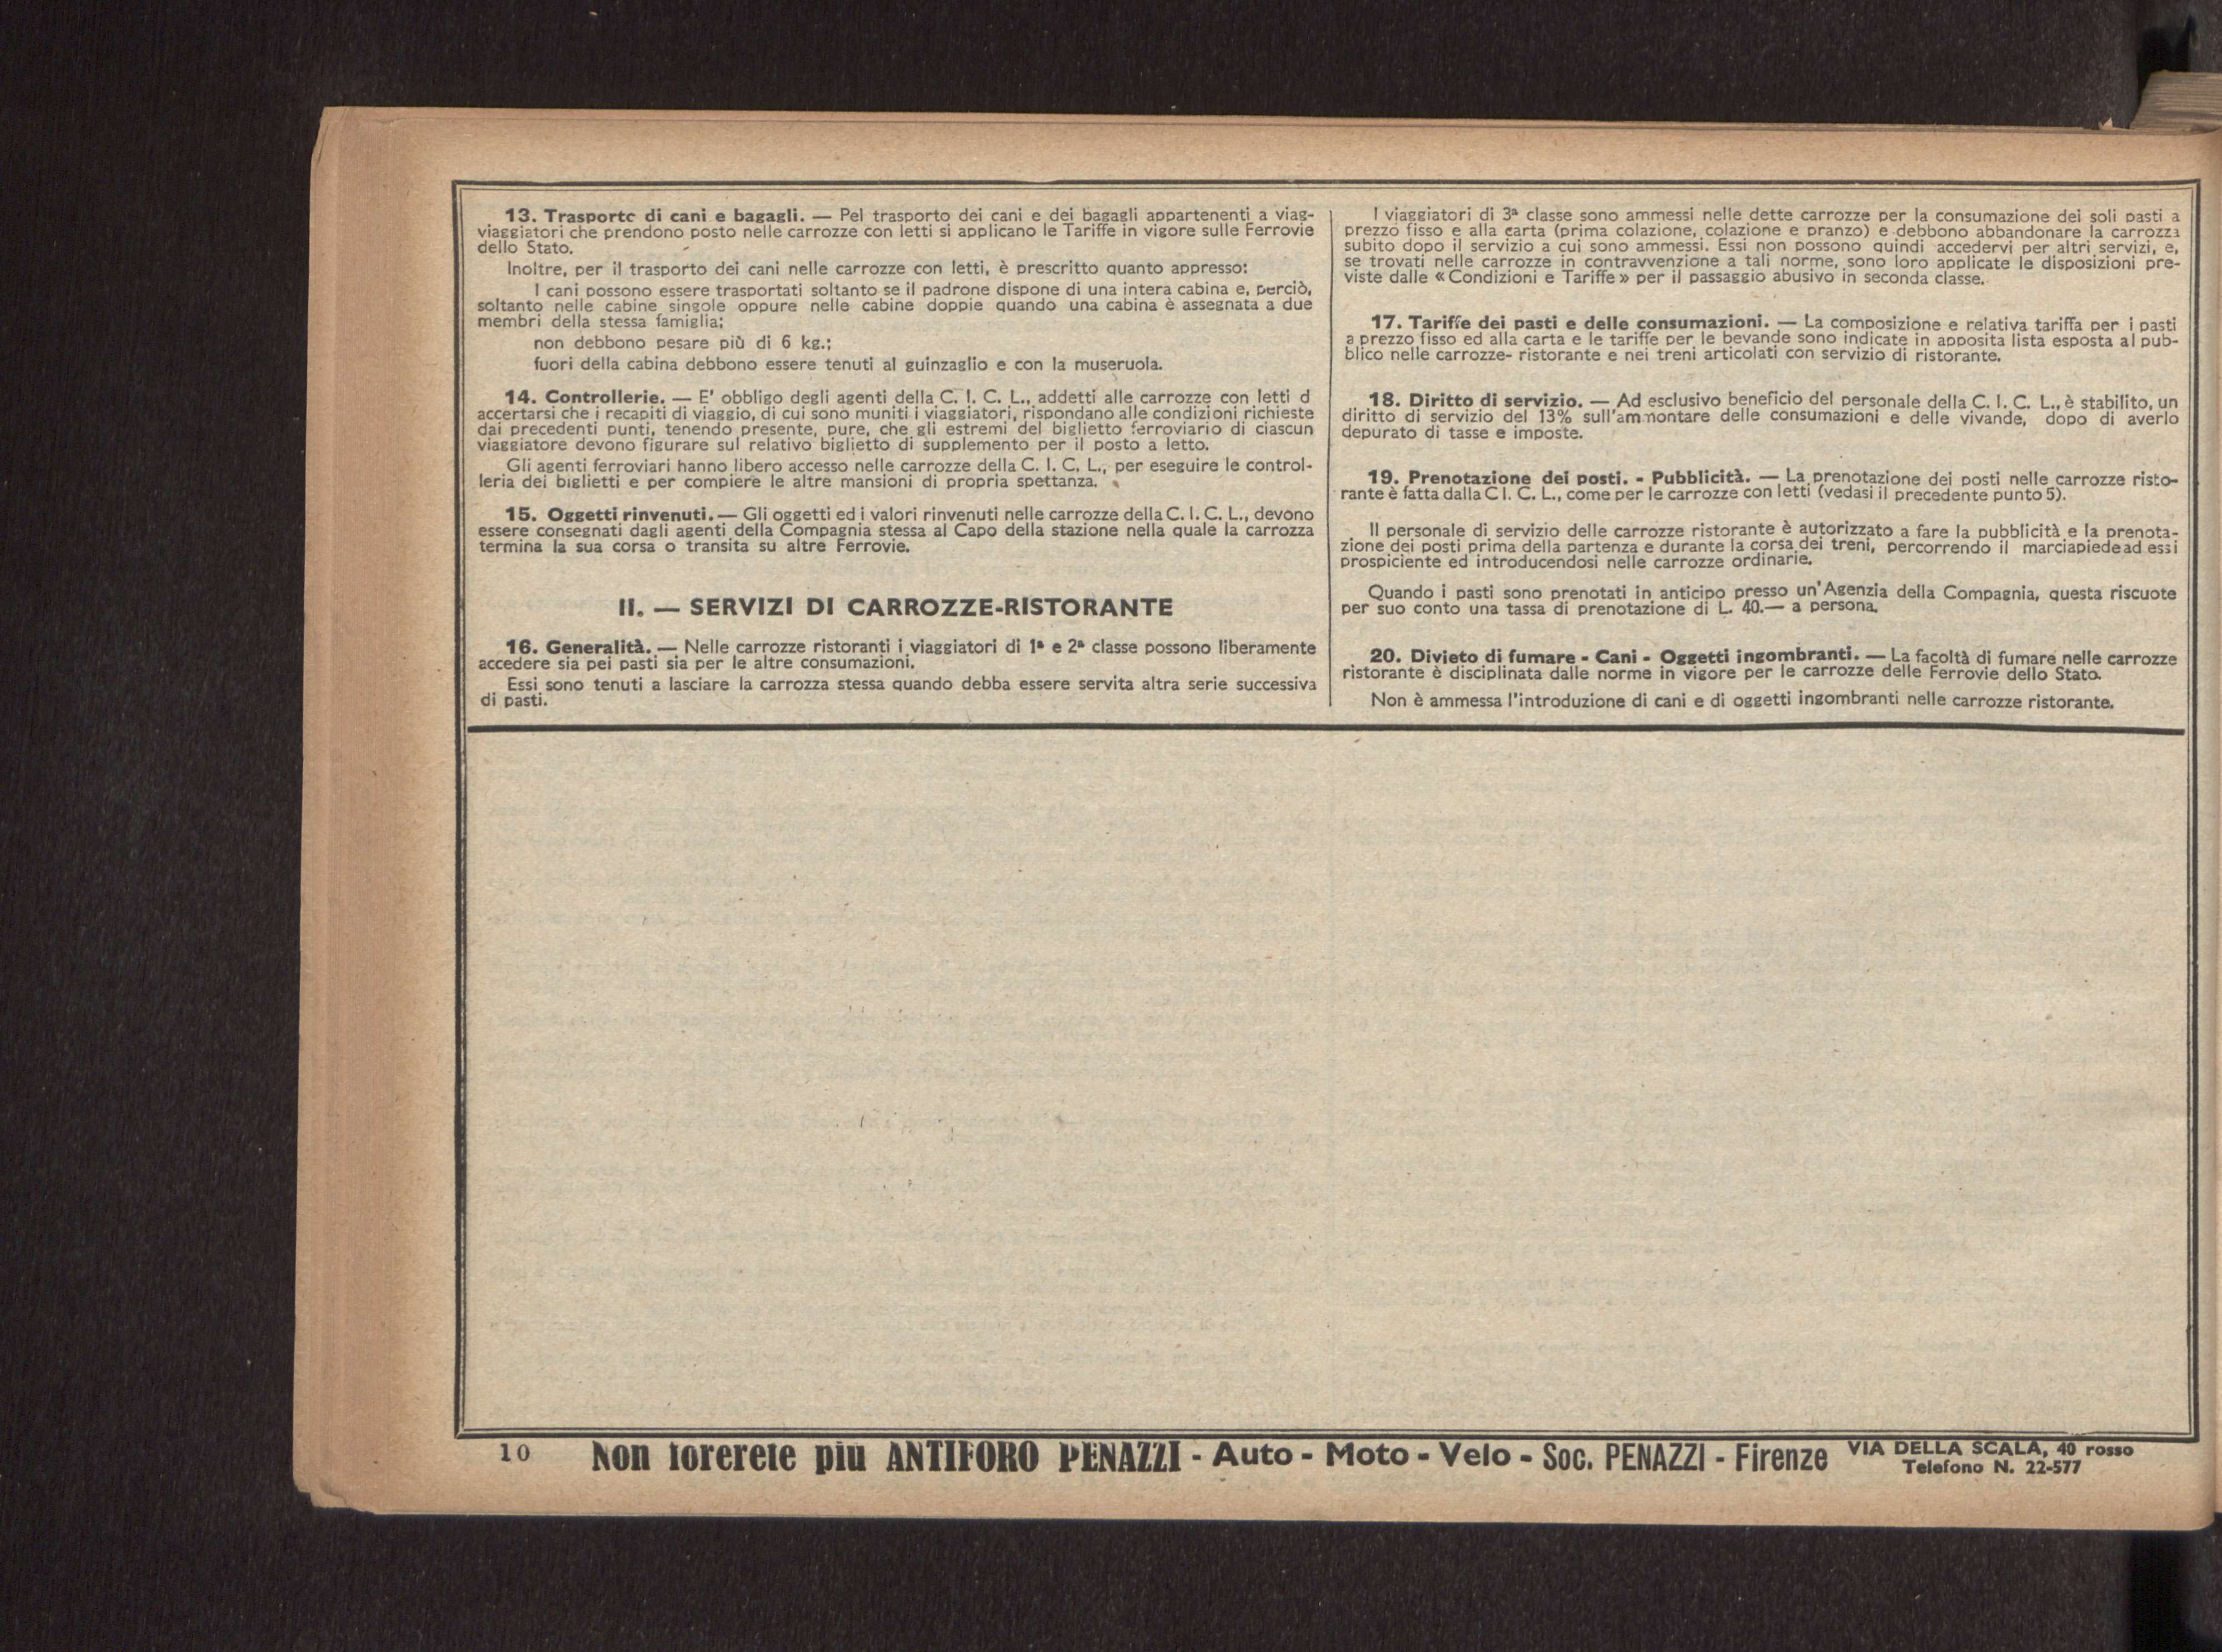 13. Trasporto di cani e bagagli. — Pel trasporto dei cani e dei bagagli appartenenti a viag-
viaggiatori che prendono posto nelle carrozze con letti si applicano le Tariffe in vigore sulle Ferrovie
dello Stato.
Inoltre, per il trasporto dei cani nelle carrozze con letti, è prescritto quanto appresso:
I cani possono essere trasportati soltanto se il padrone dispone di una intera cabina e, perciò,
soltanto nelle cabine singole oppure nelle cabine doppie quando una cabina è assegnata a due
membri della stessa famiglia;
non debbono pesare più di 6 kg.;
fuori della cabina debbono essere tenuti al guinzaglio e con la museruola.
14. Controllerie. — E' obbligo degli agenti della C. I. C. L., addetti alle carrozze con letti d
accertarsi che i recapiti di viaggio, di cui sono muniti i viaggiatori, rispondano alle condizioni richieste
dai precedenti punti, tenendo presente, pure, che gli estremi del biglietto ferroviario di ciascun
viaggiatore devono figurare sul relativo biglietto di supplemento per il posto a letto.
Gli agenti ferroviari hanno libero accesso nelle carrozze della C. I. C. L., per eseguire le control-
leria dei biglietti e per compiere le altre mansioni di propria spettanza.
15. Oggetti rinvenuti. — Gli oggetti ed i valori rinvenuti nelle carrozze della C. I. C. L., devono
essere consegnati dagli agenti della Compagnia stessa al Capo della stazione nella quale la carrozza
termina la sua corsa o transita su altre Ferrovie.
II. — SERVIZI DI CARROZZE-RISTORANTE
16. Generalità. — Nelle carrozze ristoranti i viaggiatori di 1ª e 2ª classe possono liberamente
accedere sia pei pasti sia per le altre consumazioni.
Essi sono tenuti a lasciare la carrozza stessa quando debba essere servita altra serie successiva
di pasti.
I viaggiatori di 3ª classe sono ammessi nelle dette carrozze per la consumazione dei soli pasti a
prezzo fisso e alla carta (prima colazione, colazione e pranzo) e debbono abbandonare la carrozza
subito dopo il servizio a cui sono ammessi. Essi non possono quindi accedervi per altri servizi, e,
se trovati nelle carrozze in contravvenzione a tali norme, sono loro applicate le disposizioni pre-
viste dalle «Condizioni e Tariffe» per il passaggio abusivo in seconda classe.
17. Tariffe dei pasti e delle consumazioni. — La composizione e relativa tariffa per i pasti
a prezzo fisso ed alla carta e le tariffe per le bevande sono indicate in apposita lista esposta al pub-
blico nelle carrozze- ristorante e nei treni articolati con servizio di ristorante.
18. Diritto di servizio. — Ad esclusivo beneficio del personale della C. I. C. L., è stabilito, un
diritto di servizio del 13% sull'ammontare delle consumazioni e delle vivande, dopo di averlo
depurato di tasse e imposte.
19. Prenotazione dei posti. - Pubblicità. — La prenotazione dei posti nelle carrozze risto-
rante è fatta dalla C I. C. L., come per le carrozze con letti (vedasi il precedente punto 5).
Il personale di servizio delle carrozze ristorante è autorizzato a fare la pubblicità e la prenota-
zione dei posti prima della partenza e durante la corsa dei treni, percorrendo il marciapiede ad essi
prospiciente ed introducendosi nelle carrozze ordinarie.
Quando i pasti sono prenotati in anticipo presso un'Agenzia della Compagnia, questa riscuote
per suo conto una tassa di prenotazione di L. 40.— a persona.
20. Divieto di fumare - Cani - Oggetti ingombranti. — La facoltà di fumare nelle carrozze
ristorante è disciplinata dalle norme in vigore per le carrozze delle Ferrovie dello Stato.
Non è ammessa l'introduzione di cani e di oggetti ingombranti nelle carrozze ristorante.
10 Non forerete più ANTIFORO PENAZZI - Auto - Moto - Velo - Soc. PENAZZI - Firenze VIA DELLA SCALA, 40 rosso
Telefono N. 22-577